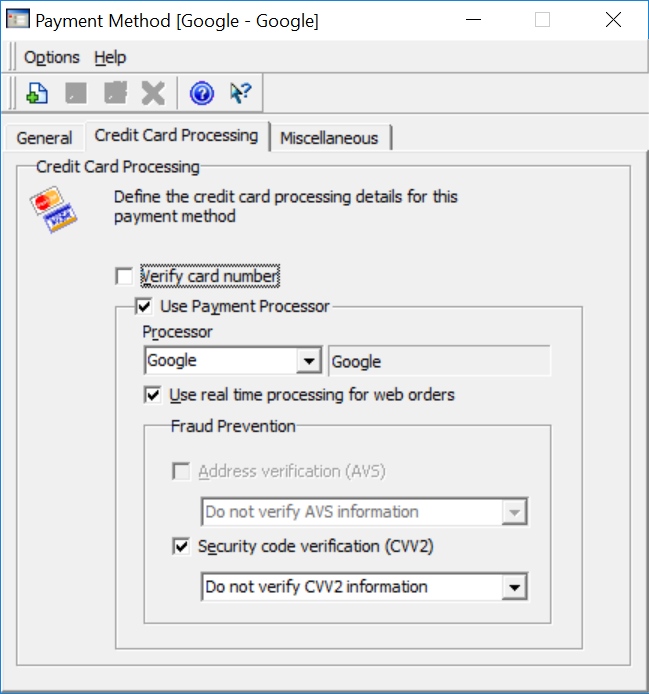 Payment Method [Google - Google]
Options Help
General Credit Card Processing Miscellaneous
Credit Card Processing
Define the credit card processing details for this
payment method
Verify card number
Use Payment Processor
Processor
Google Google
Use real time processing for web orders
Fraud Prevention
Address verification (AVS)
Do not verify AVS information
Security code verification (CVV2)
Do not verify CVV2 information